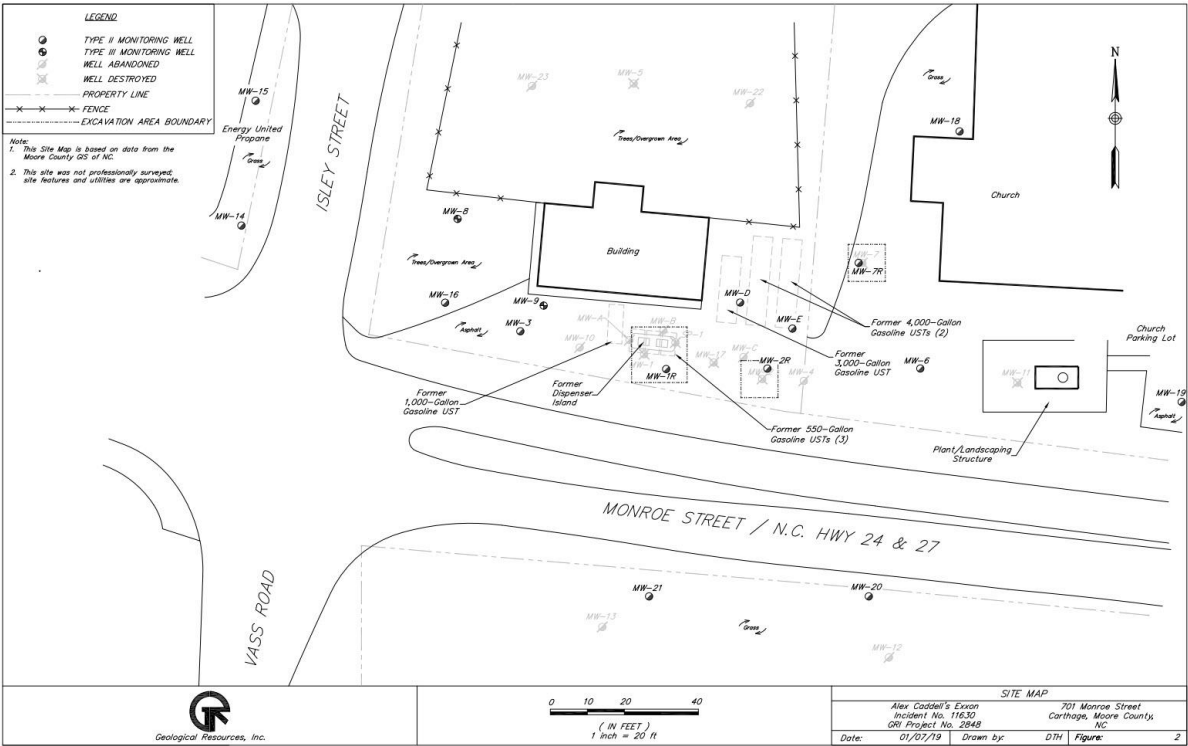 LEGEND
TYPE II MONITORING WELL
TYPE III MONITORING WELL
WELL ABANDONED
WELL DESTROYED
PROPERTY LINE
FENCE
EXCAVATION AREA BOUNDARY
Note:
1. This Site Map is based on data from the
Moore County GIS of NC.
2. This site was not professionally surveyed;
site features and utilities are approximate.
MW-15
Energy United
Propane
Grass
MW-14
ISLEY STREET
MW-23
MW-5
MW-22
Trees/Overgrown Area
N
Grass
MW-18
Church
MW-8
Trees/Overgrown Area
Building
MW-7
MW-7R
MW-16
MW-9
MW-3
Asphalt
MW-D
MW-E
MW-A
MW-B
MW-10
MW-1
MW-1R
MW-17
MW-C
MW-2R
MW-4
Former 4,000-Gallon
Gasoline USTs (2)
Former
3,000-Gallon
Gasoline UST
MW-6
Church
Parking Lot
MW-11
MW-19
Asphalt
Former
1,000-Gallon
Gasoline UST
Former
Dispenser
Island
Former 550-Gallon
Gasoline USTs (3)
Plant/Landscaping
Structure
MONROE STREET / N.C. HWY 24 & 27
VASS ROAD
MW-21
MW-20
MW-13
Grass
MW-12
Geological Resources, Inc.
0 10 20 40
( IN FEET )
1 inch = 20 ft
SITE MAP
Alex Caddell's Exxon
Incident No. 11630
GRI Project No. 2848
701 Monroe Street
Carthage, Moore County,
NC
Date: 01/07/19 Drawn by: DTH Figure: 2